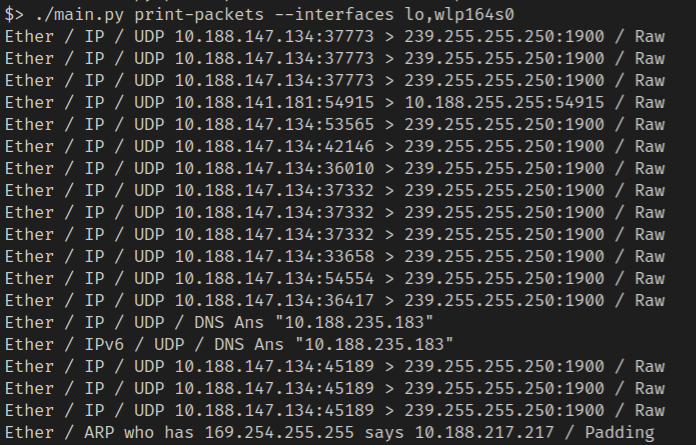 $> ./main.py print-packets --interfaces lo,wlp164s0
Ether / IP / UDP 10.188.147.134:37773 > 239.255.255.250:1900 / Raw
Ether / IP / UDP 10.188.147.134:37773 > 239.255.255.250:1900 / Raw
Ether / IP / UDP 10.188.147.134:37773 > 239.255.255.250:1900 / Raw
Ether / IP / UDP 10.188.141.181:54915 > 10.188.255.255:54915 / Raw
Ether / IP / UDP 10.188.147.134:53565 > 239.255.255.250:1900 / Raw
Ether / IP / UDP 10.188.147.134:42146 > 239.255.255.250:1900 / Raw
Ether / IP / UDP 10.188.147.134:36010 > 239.255.255.250:1900 / Raw
Ether / IP / UDP 10.188.147.134:37332 > 239.255.255.250:1900 / Raw
Ether / IP / UDP 10.188.147.134:37332 > 239.255.255.250:1900 / Raw
Ether / IP / UDP 10.188.147.134:37332 > 239.255.255.250:1900 / Raw
Ether / IP / UDP 10.188.147.134:33658 > 239.255.255.250:1900 / Raw
Ether / IP / UDP 10.188.147.134:54554 > 239.255.255.250:1900 / Raw
Ether / IP / UDP 10.188.147.134:36417 > 239.255.255.250:1900 / Raw
Ether / IP / UDP / DNS Ans "10.188.235.183"
Ether / IPv6 / UDP / DNS Ans "10.188.235.183"
Ether / IP / UDP 10.188.147.134:45189 > 239.255.255.250:1900 / Raw
Ether / IP / UDP 10.188.147.134:45189 > 239.255.255.250:1900 / Raw
Ether / IP / UDP 10.188.147.134:45189 > 239.255.255.250:1900 / Raw
Ether / ARP who has 169.254.255.255 says 10.188.217.217 / Padding